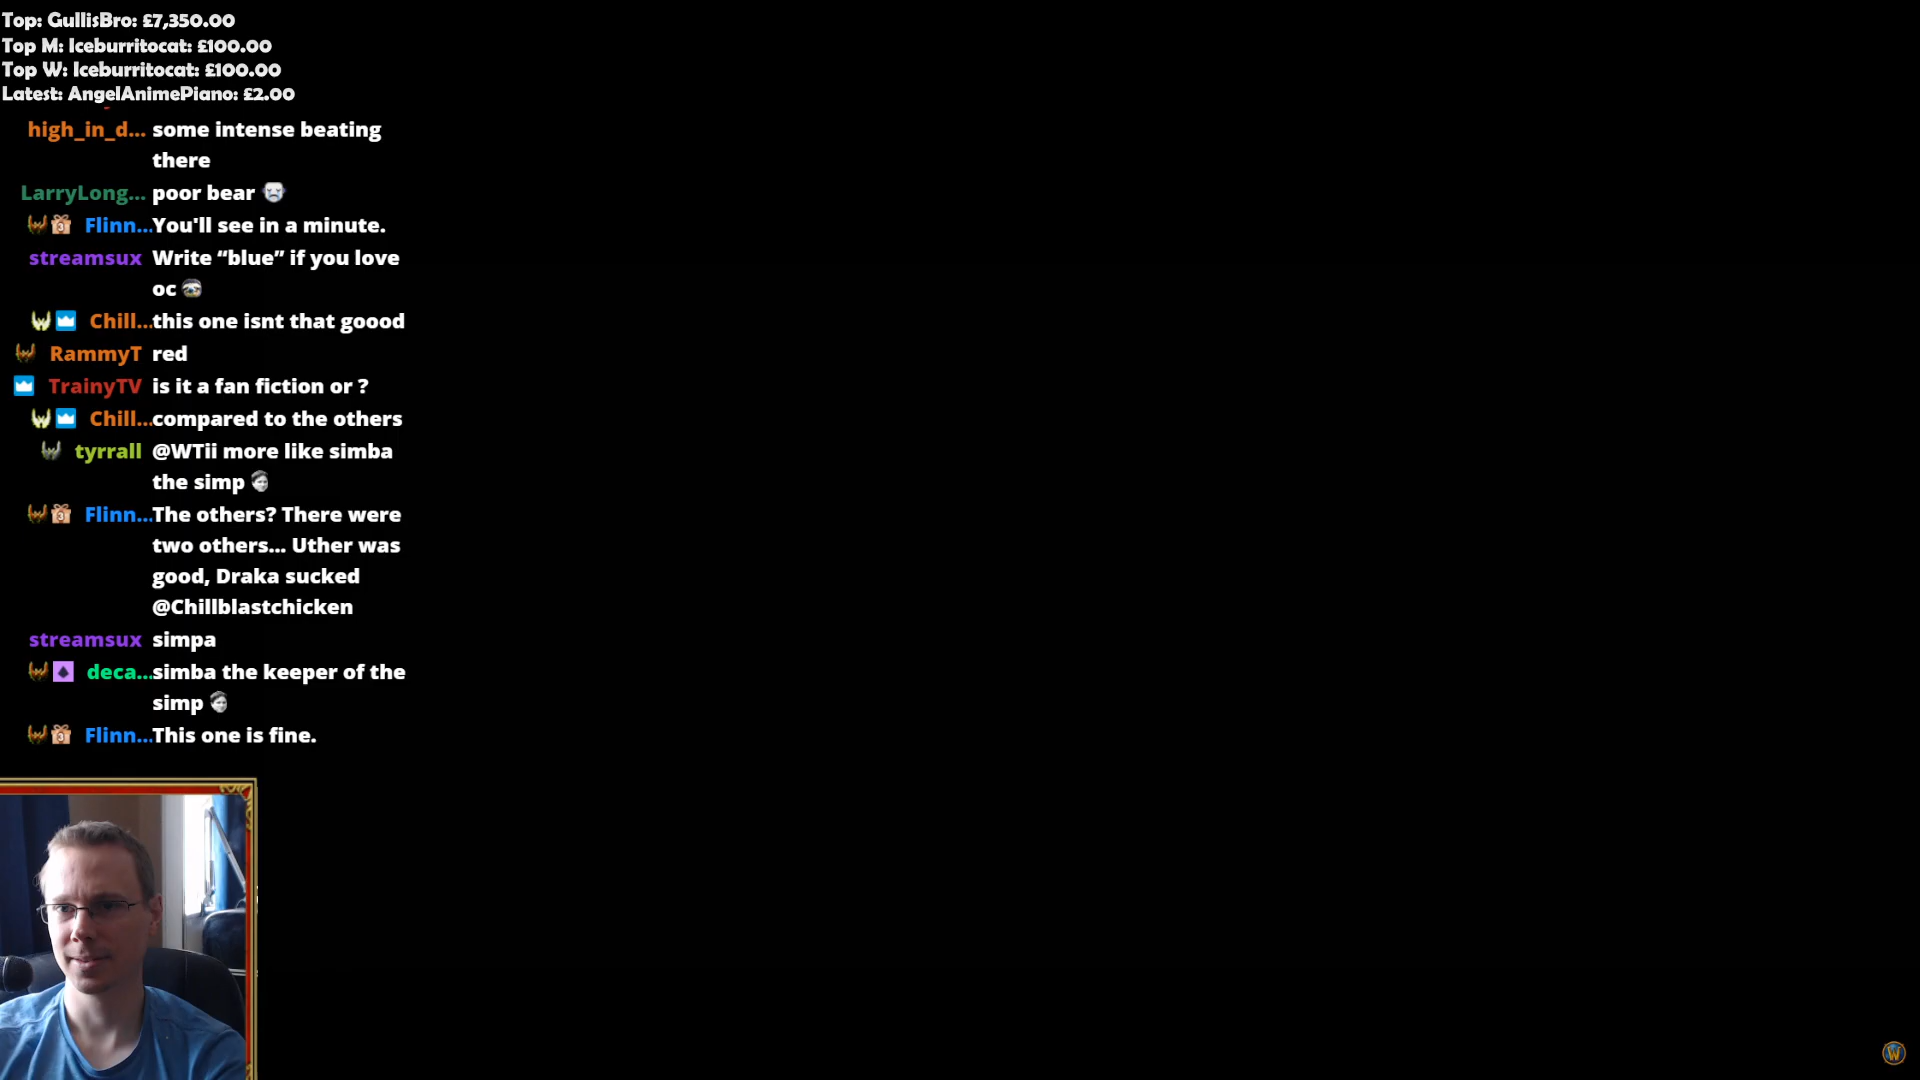 Top: GullisBro: £7,350.00
Top M: Iceburritocat: £100.00
Top W: Iceburritocat: £100.00
Latest: AngelAnimePiano: £2.00
high_in_d... some intense beating
there
LarryLong... poor bear
Flinn... You'll see in a minute.
streamsux Write “blue” if you love
oc
Chill... this one isnt that goood
RammyT red
TrainyTV is it a fan fiction or ?
Chill... compared to the others
tyrrall @WTii more like simba
the simp
Flinn... The others? There were
two others... Uther was
good, Draka sucked
@Chillblastchicken
streamsux simpa
deca... simba the keeper of the
simp
Flinn... This one is fine.
W